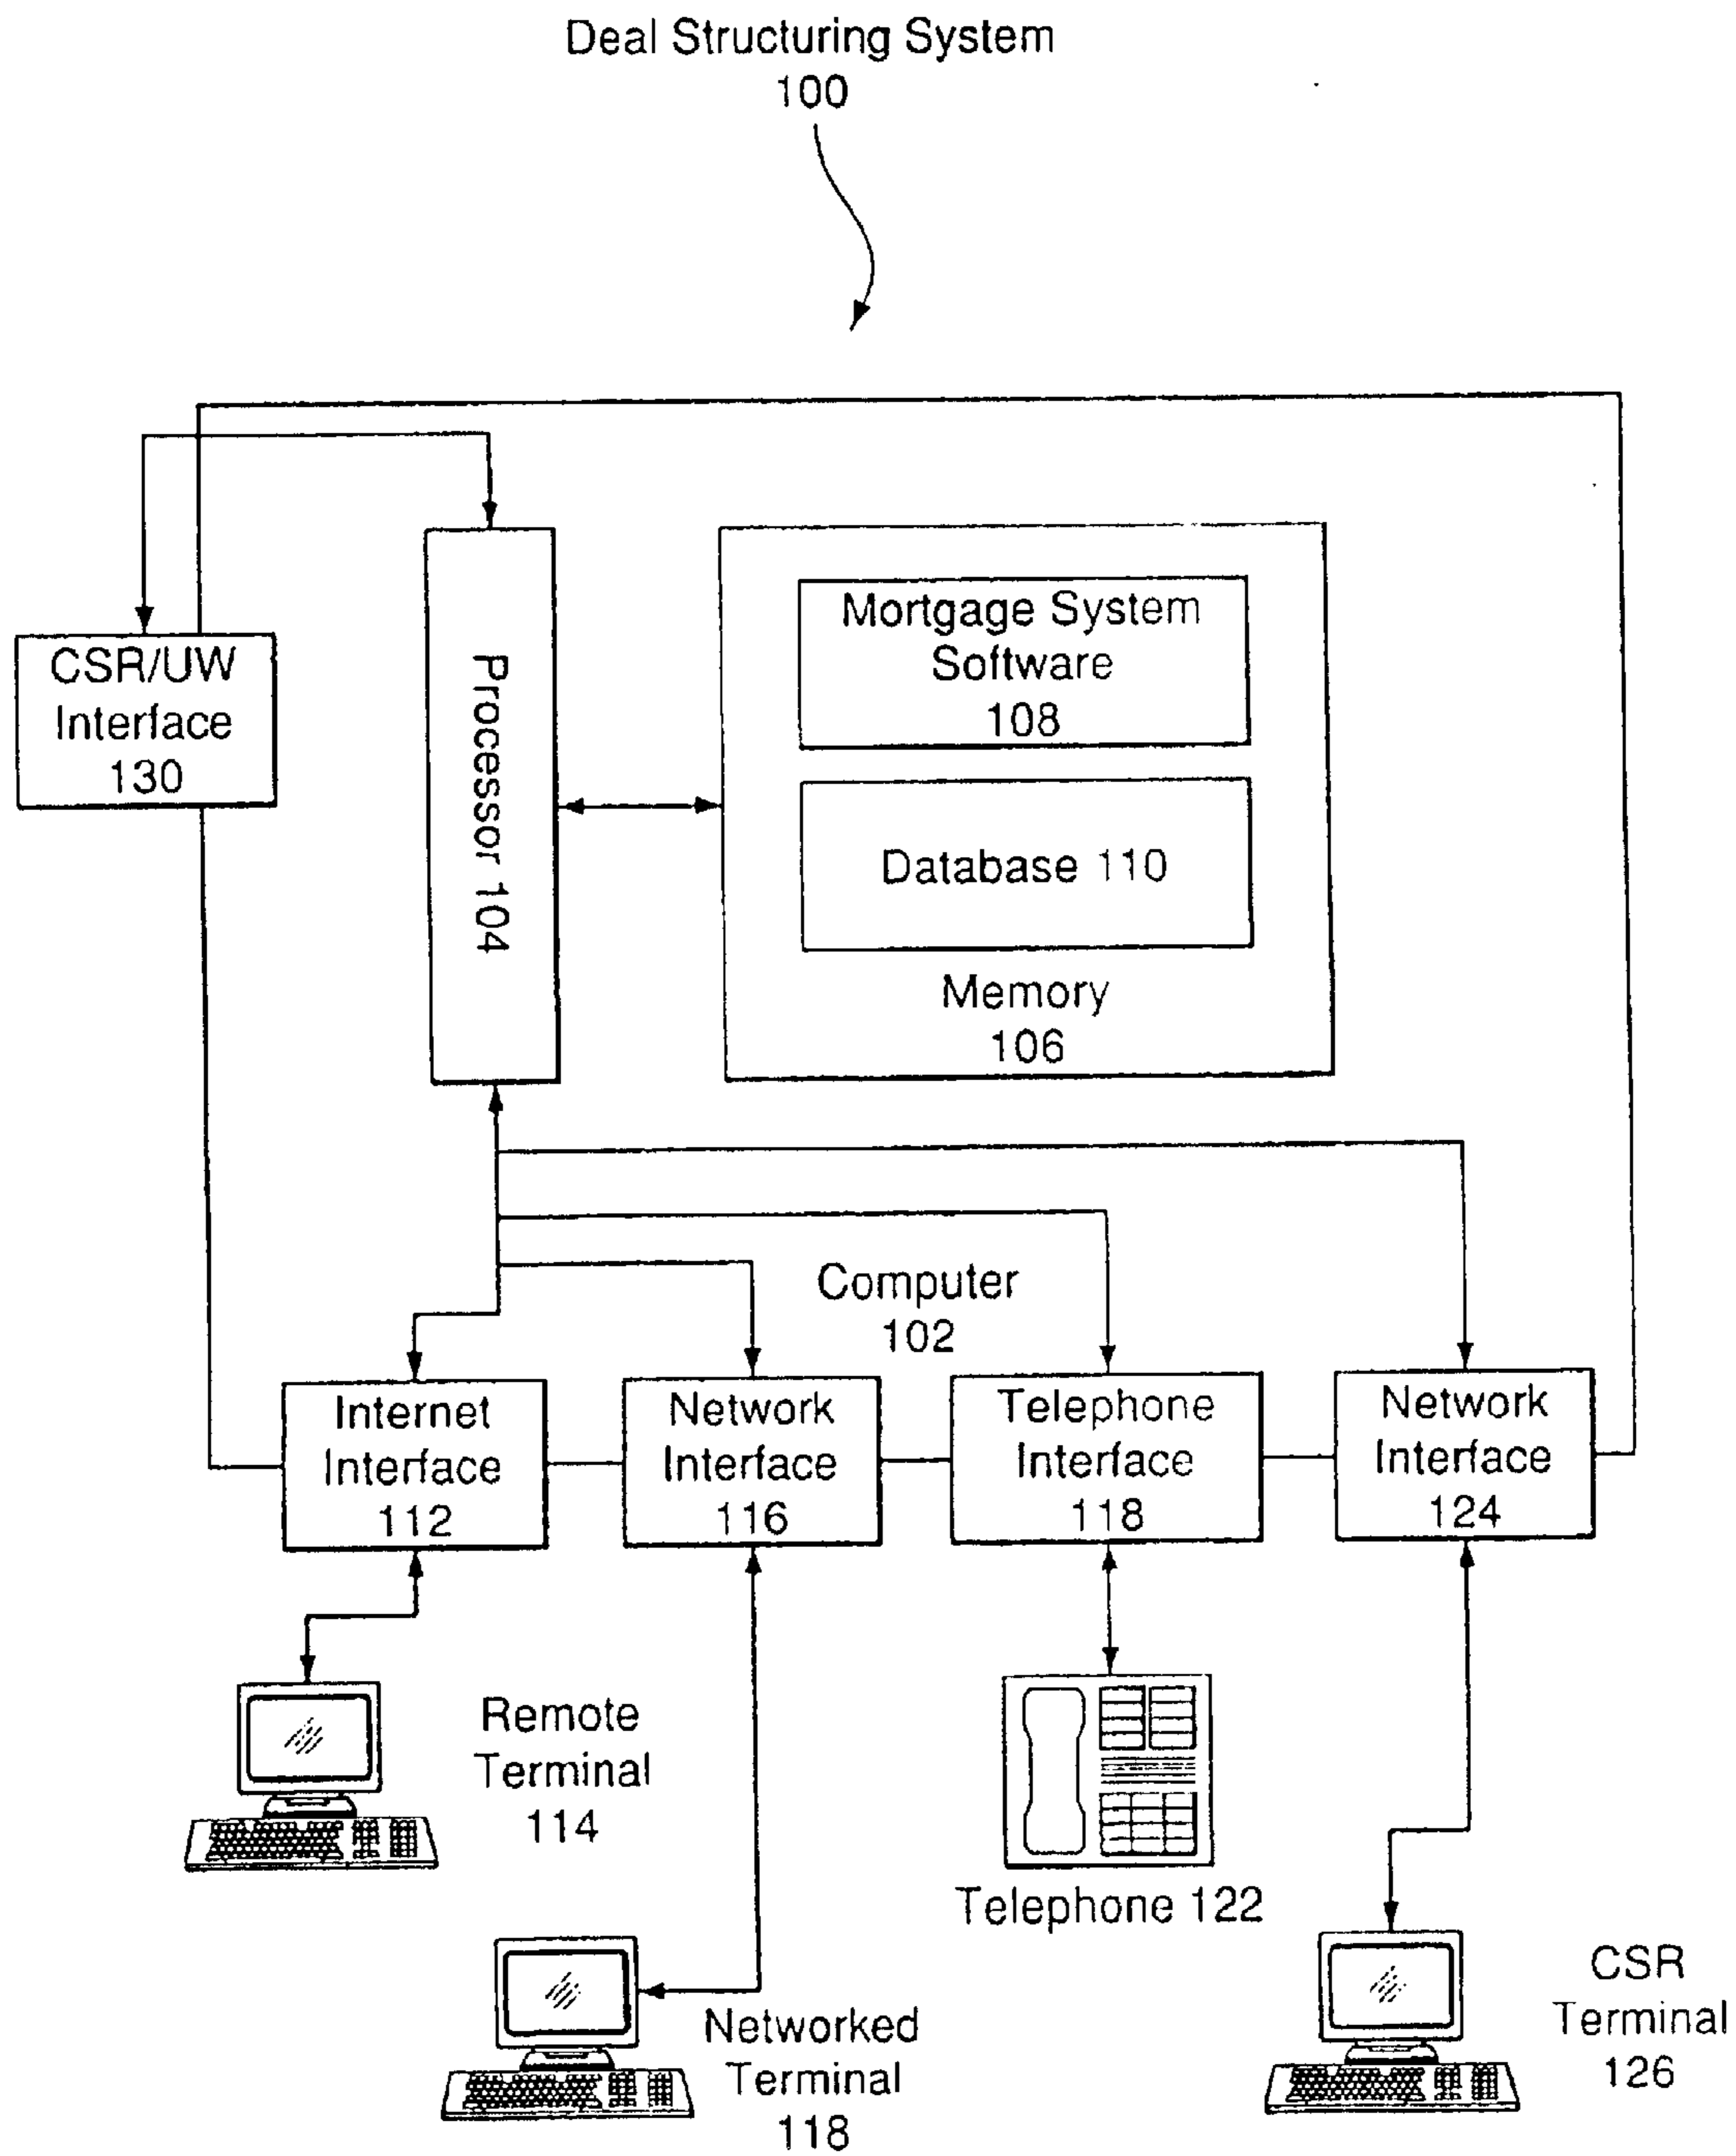 Deal Structuring System
100
CSR/UW
Interface
130
Processor 104
Mortgage System
Software
108
Database 110
Memory
106
Computer
102
Internet
Interface
112
Network
Interface
116
Telephone
Interface
118
Network
Interface
124
Remote
Terminal
114
Networked
Terminal
118
Telephone 122
CSR
Terminal
126